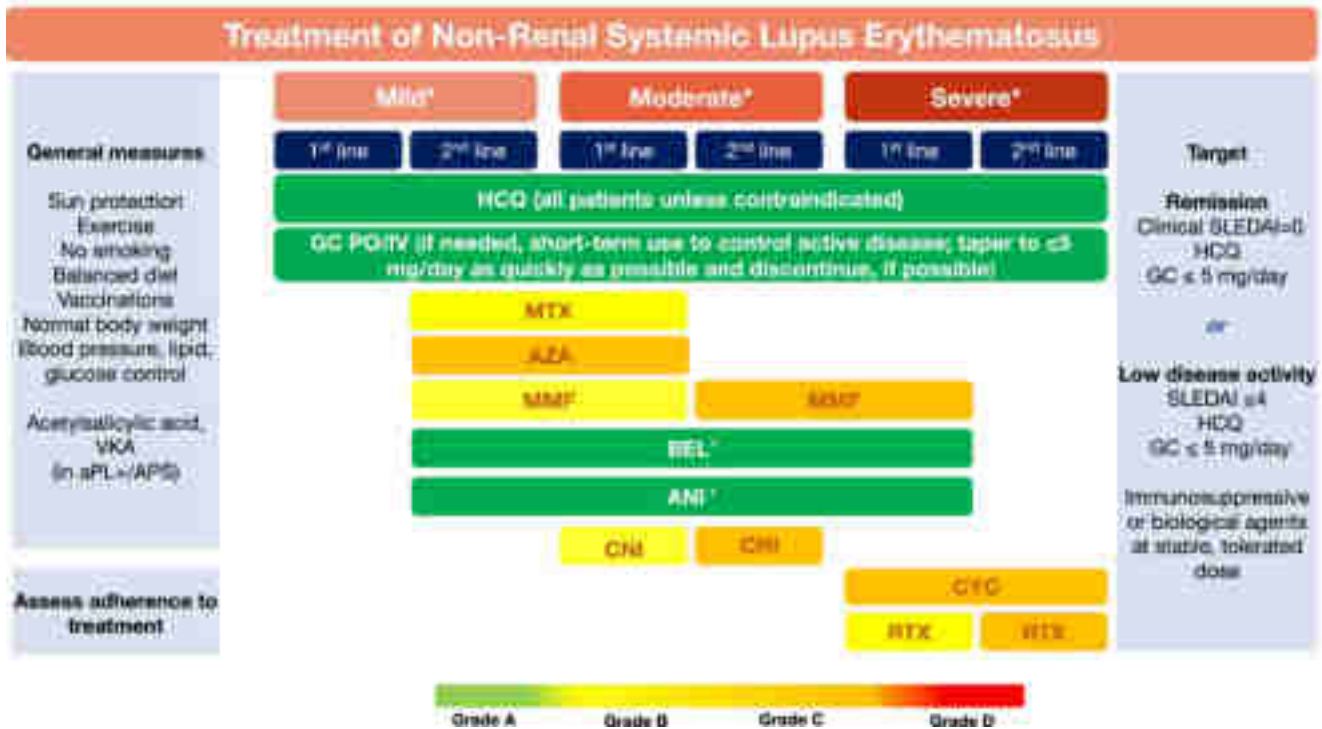 Treatment of Non-Renal Systemic Lupus Erythematosus
General measures
Sun protection
Exercise
No smoking
Balanced diet
Vaccinations
Normal body weight
Blood pressure, lipid,
glucose control
Acetylsalicylic acid,
VKA
(in aPL+/APS)
Assess adherence to
treatment
Mild*
Moderate*
Severe*
1st line
2nd line
1st line
2nd line
1st line
2nd line
HCQ (all patients unless contraindicated)
GC PO/IV (if needed, short-term use to control active disease; taper to ≤5
mg/day as quickly as possible and discontinue, if possible)
MTX
AZA
MMF
MMF
BEL
ANI
CNI
CNI
CYC
RTX
RTX
Target
Remission
Clinical SLEDAI=0
HCQ
GC ≤ 5 mg/day
or
Low disease activity
SLEDAI ≤4
HCQ
GC ≤ 5 mg/day
Immunosuppressive
or biological agents
at stable, tolerated
dose
Grade A
Grade B
Grade C
Grade D